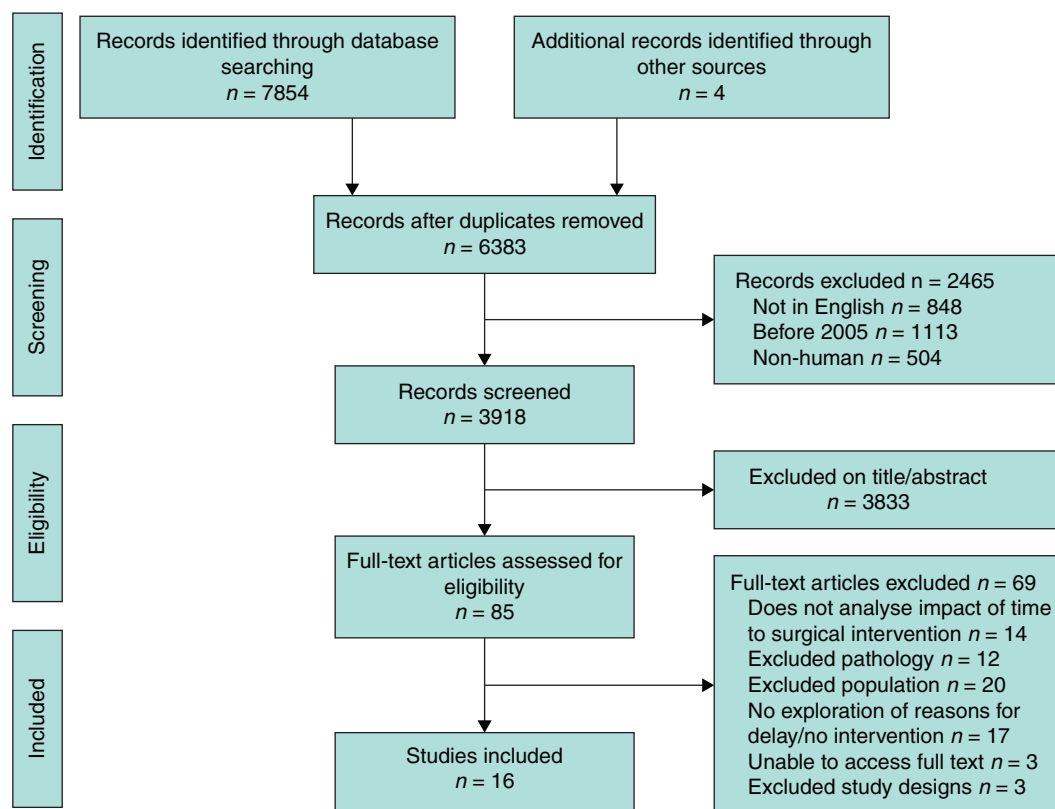 Identification
Records identified through database
searching
n = 7854
Additional records identified through
other sources
n = 4
Records after duplicates removed
n = 6383
Screening
Records excluded n = 2465
Not in English n = 848
Before 2005 n = 1113
Non-human n = 504
Records screened
n = 3918
Eligibility
Excluded on title/abstract
n = 3833
Full-text articles assessed for
eligibility
n = 85
Full-text articles excluded n = 69
Does not analyse impact of time
to surgical intervention n = 14
Excluded pathology n = 12
Excluded population n = 20
No exploration of reasons for
delay/no intervention n = 17
Unable to access full text n = 3
Excluded study designs n = 3
Included
Studies included
n = 16